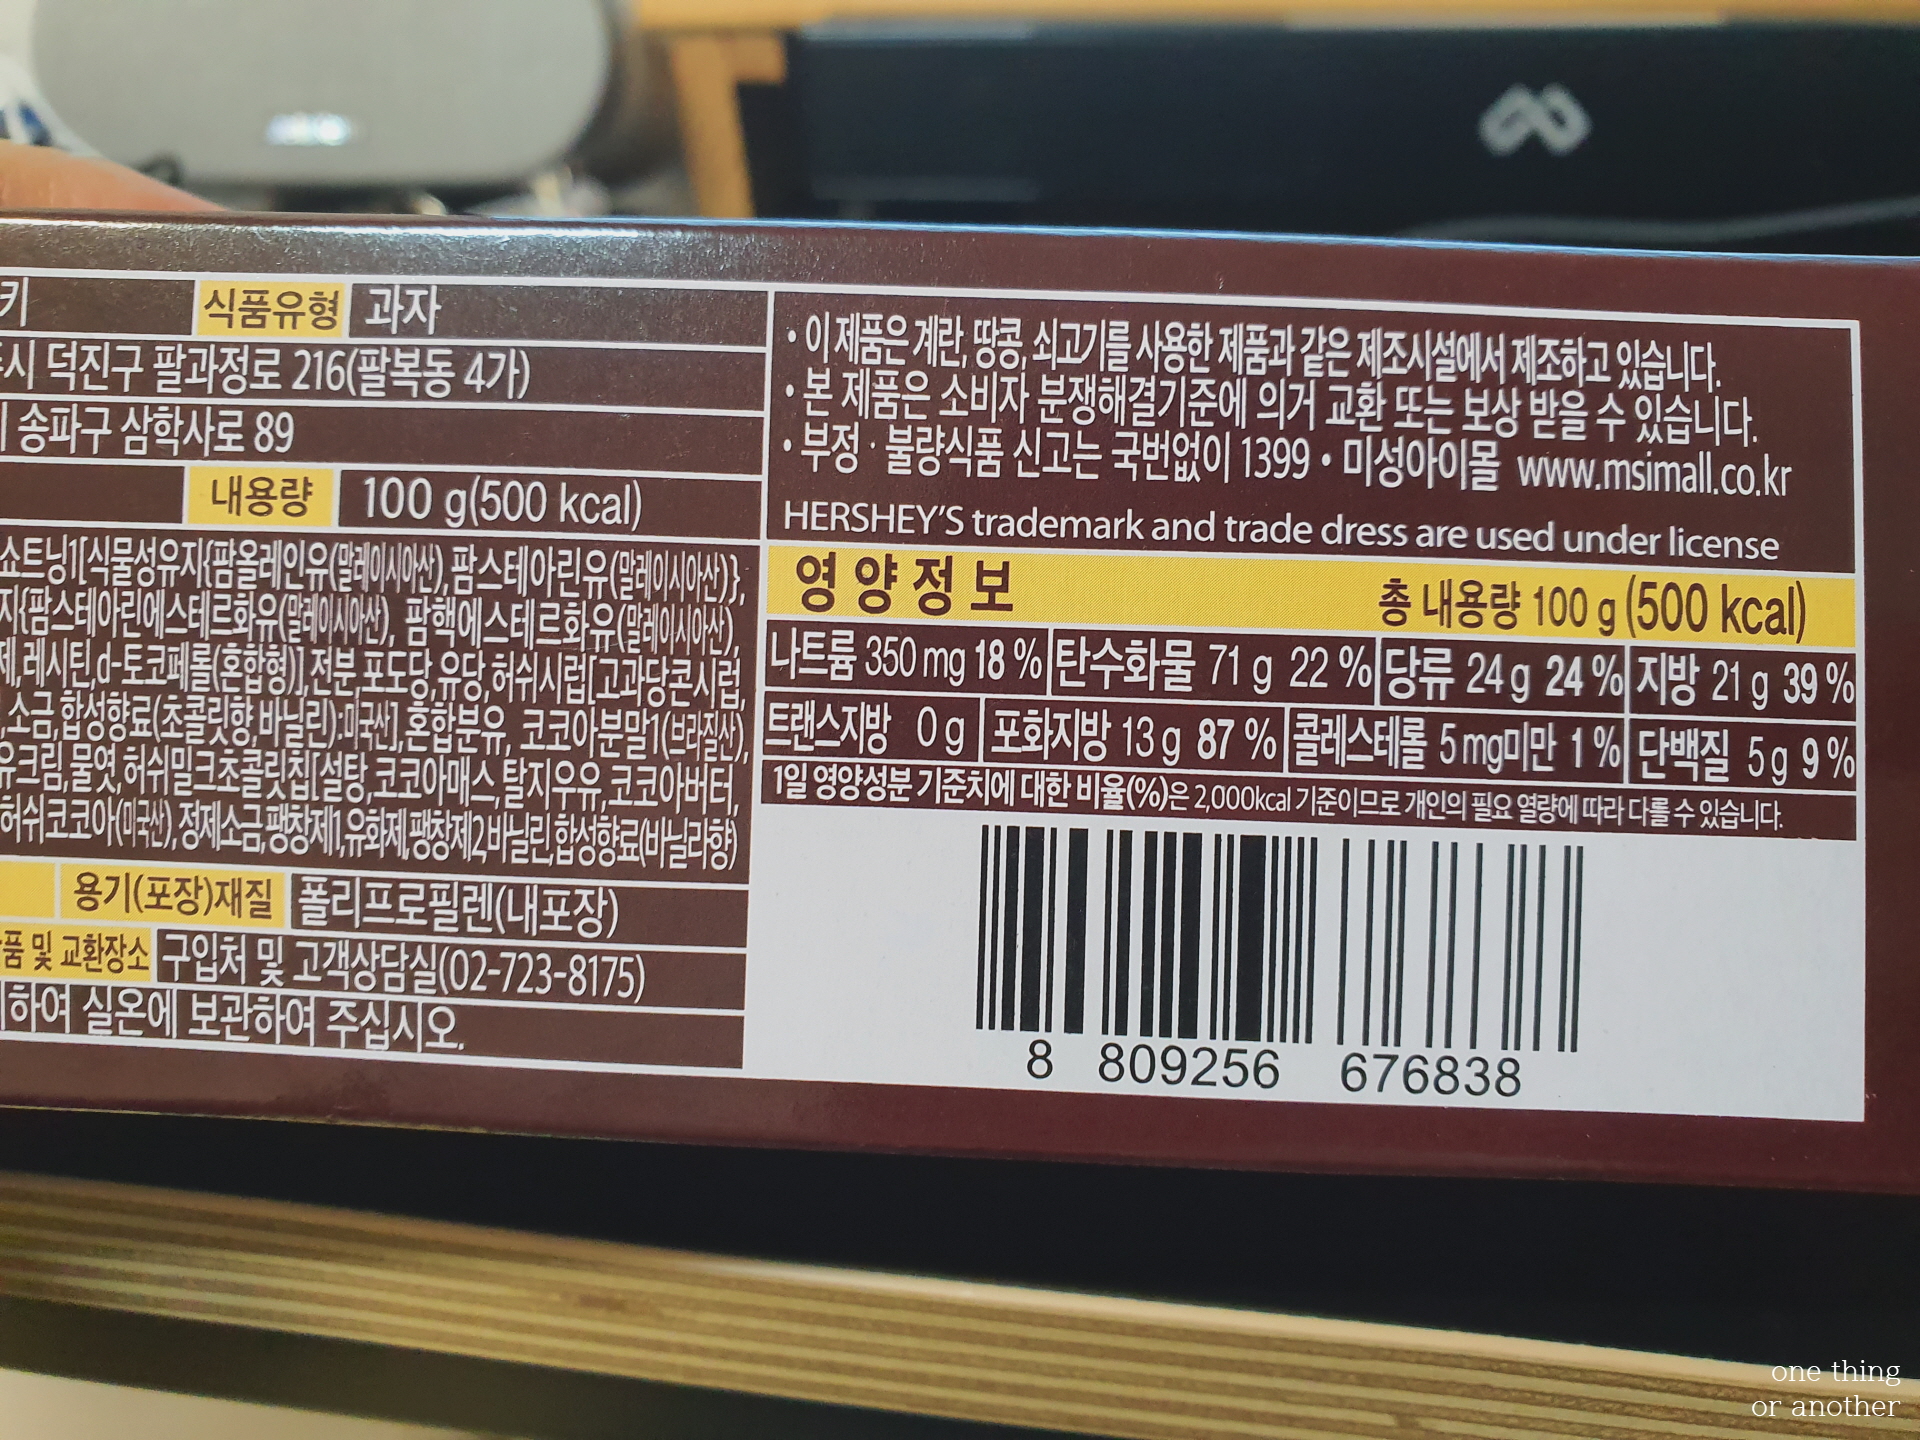 키 식품유형 과자
시 덕진구 팔과정로 216(팔복동 4가)
송파구 삼학사로 89
내용량 100 g(500 kcal)
쇼트닝1[식물성유지{팜올레인유(말레이시아산), 팜스테아린유(말레이시아산)},
지{팜스테아린에스테르화유(말레이시아산), 팜핵에스테르화유(말레이시아산),
제,레시틴,d-토코페롤(혼합형)],전분,포도당,유당,허쉬시럽[고과당콘시럽,
소금,합성향료(초콜릿향,바닐린):미국산],혼합분유, 코코아분말1(브라질산),
유크림,물엿,허쉬밀크초콜릿칩[설탕,코코아매스,탈지우유,코코아버터,
허쉬코코아(미국산),정제소금,팽창제1,유화제,팽창제2,바닐린,합성향료(바닐라향)
용기(포장)재질 폴리프로필렌(내포장)
품 및 교환장소 구입처 및 고객상담실(02-723-8175)
하여 실온에 보관하여 주십시오.
• 이 제품은 계란, 땅콩, 쇠고기를 사용한 제품과 같은 제조시설에서 제조하고 있습니다.
• 본 제품은 소비자 분쟁해결기준에 의거 교환 또는 보상 받을 수 있습니다.
• 부정 · 불량식품 신고는 국번없이 1399 • 미성아이몰 www.msimall.co.kr
HERSHEY'S trademark and trade dress are used under license
영양정보 총 내용량 100 g (500 kcal)
나트륨 350 mg 18 % 탄수화물 71 g 22 % 당류 24 g 24 % 지방 21 g 39 %
트랜스지방 0 g 포화지방 13 g 87 % 콜레스테롤 5 mg미만 1 % 단백질 5 g 9 %
1일 영양성분 기준치에 대한 비율(%)은 2,000kcal 기준이므로 개인의 필요 열량에 따라 다를 수 있습니다.
8 809256 676838
one thing
or another